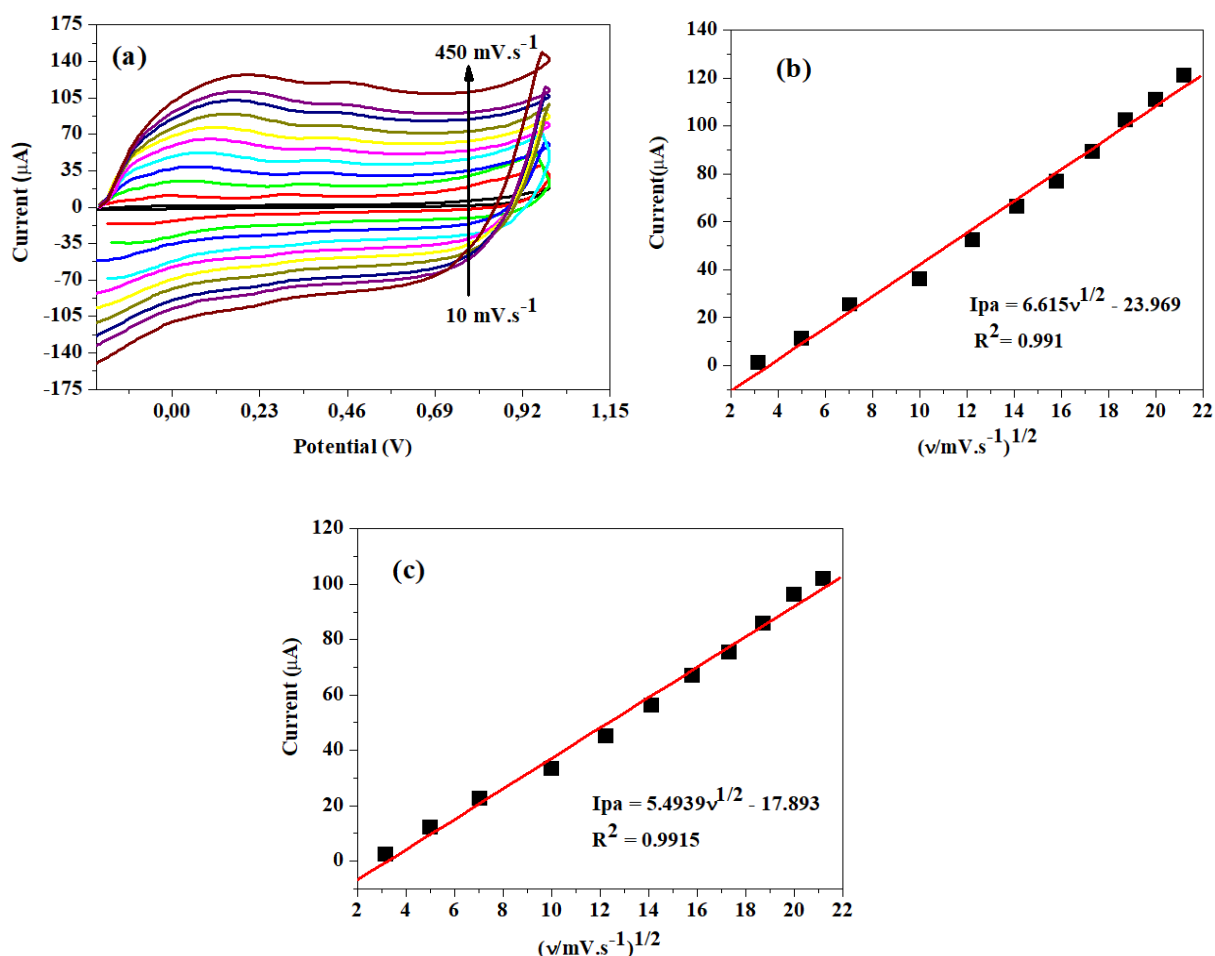 (a)
450 mV.s⁻¹
10 mV.s⁻¹
175
140
105
70
35
0
-35
-70
-105
-140
-175
Current (µA)
0,00 0,23 0,46 0,69 0,92 1,15
Potential (V)
(b)
140
120
100
80
60
40
20
0
Current(µA)
Ipa = 6.615ν^1/2 - 23.969
R² = 0.991
2 4 6 8 10 12 14 16 18 20 22
(ν/mV.s⁻¹)^1/2
(c)
120
100
80
60
40
20
0
Current (µA)
Ipa = 5.4939ν^1/2 - 17.893
R² = 0.9915
2 4 6 8 10 12 14 16 18 20 22
(ν/mV.s⁻¹)^1/2